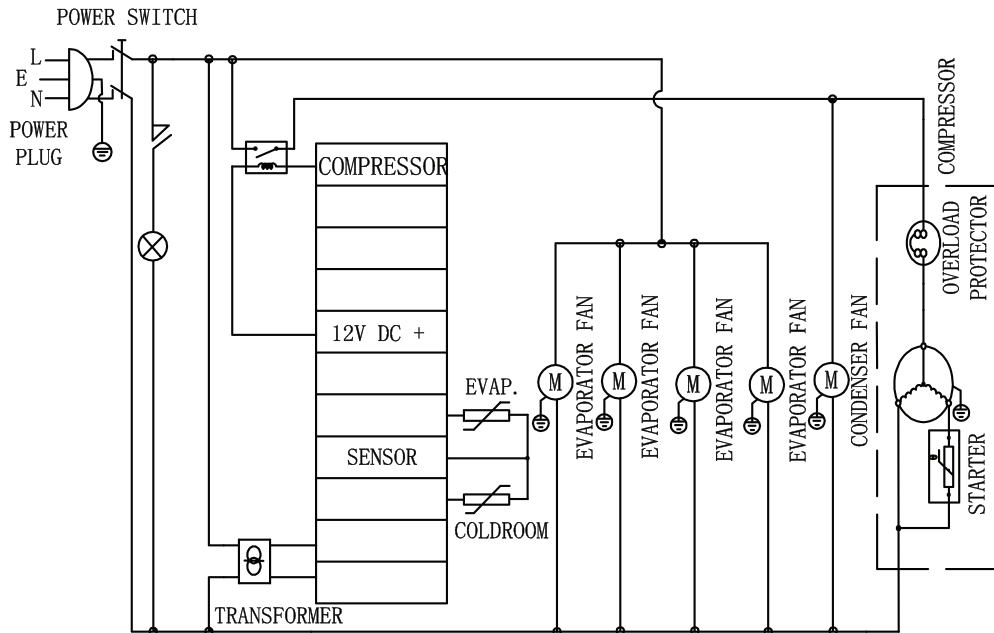 POWER SWITCH
L
E
N
POWER
PLUG
COMPRESSOR
12V DC +
EVAP.
SENSOR
COLDROOM
TRANSFORMER
M
EVAPORATOR FAN
M
EVAPORATOR FAN
M
EVAPORATOR FAN
M
EVAPORATOR FAN
M
CONDENSER FAN
COMPRESSOR
OVERLOAD
PROTECTOR
θ
STARTER